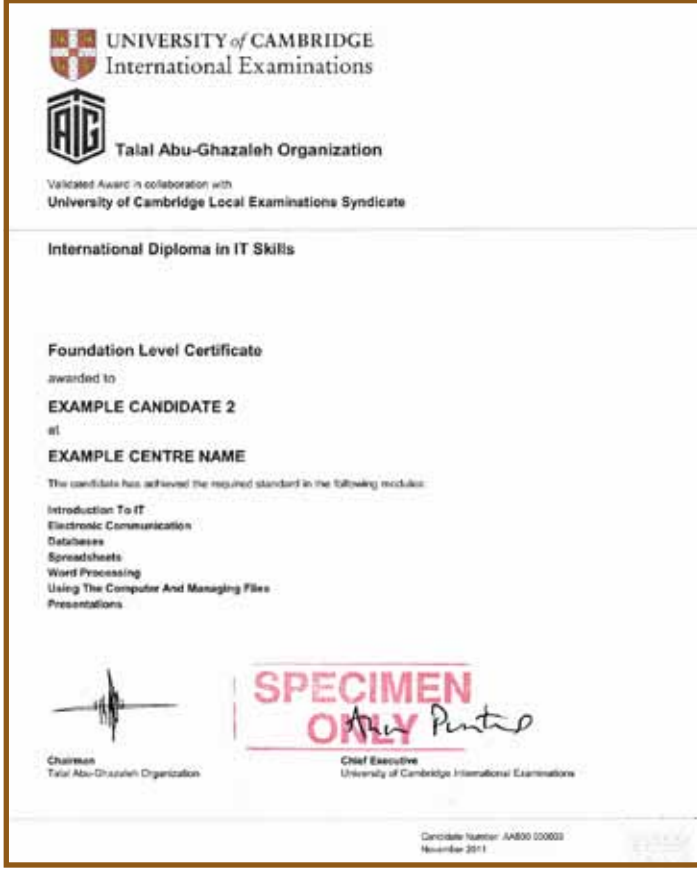 UNIVERSITY of CAMBRIDGE
International Examinations
TAG
Talal Abu-Ghazaleh Organization
Validated Award in collaboration with
University of Cambridge Local Examinations Syndicate
International Diploma in IT Skills
Foundation Level Certificate
awarded to
EXAMPLE CANDIDATE 2
at
EXAMPLE CENTRE NAME
The candidate has achieved the required standard in the following modules:
Introduction To IT
Electronic Communication
Databases
Spreadsheets
Word Processing
Using The Computer And Managing Files
Presentations
SPECIMEN
ONLY
Chairman
Talal Abu-Ghazaleh Organization
Chief Executive
University of Cambridge International Examinations
Candidate Number: AA600
November 2011